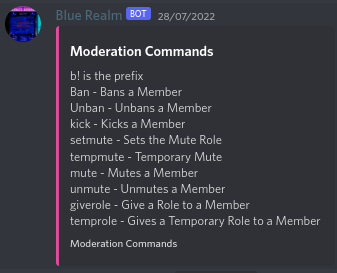 Blue Realm BOT 28/07/2022
Moderation Commands
b! is the prefix
Ban - Bans a Member
Unban - Unbans a Member
kick - Kicks a Member
setmute - Sets the Mute Role
tempmute - Temporary Mute
mute - Mutes a Member
unmute - Unmutes a Member
giverole - Give a Role to a Member
temprole - Gives a Temporary Role to a Member
Moderation Commands